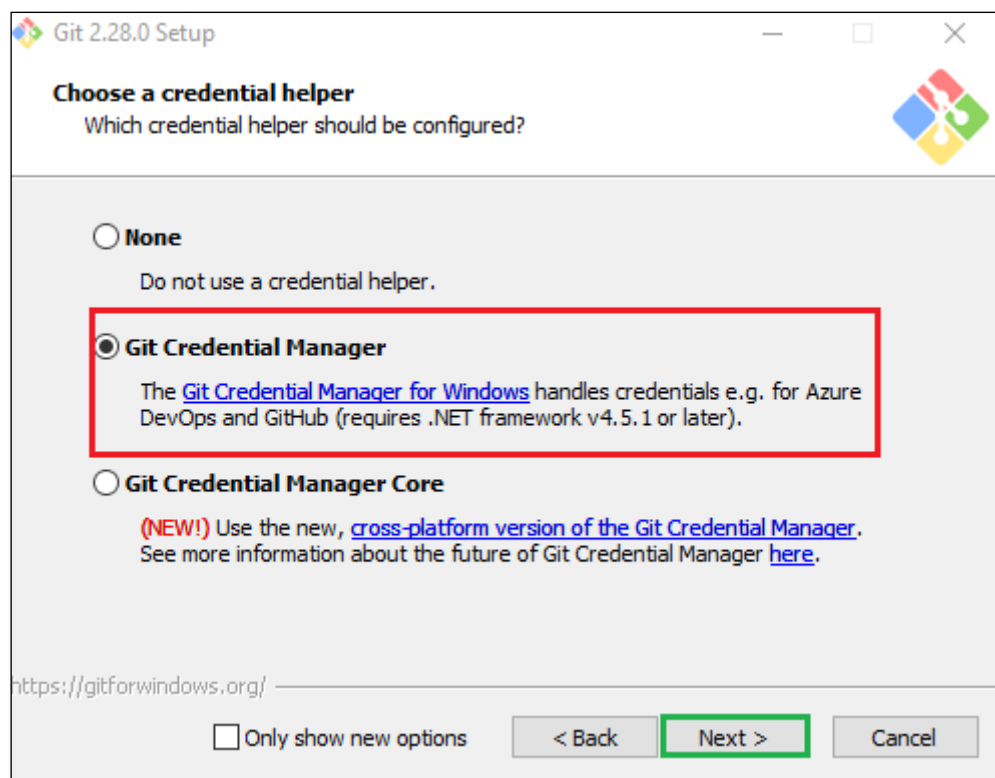 Git 2.28.0 Setup
Choose a credential helper
Which credential helper should be configured?
None
Do not use a credential helper.
Git Credential Manager
The Git Credential Manager for Windows handles credentials e.g. for Azure
DevOps and GitHub (requires .NET framework v4.5.1 or later).
Git Credential Manager Core
(NEW!) Use the new, cross-platform version of the Git Credential Manager.
See more information about the future of Git Credential Manager here.
https://gitforwindows.org/
Only show new options < Back Next > Cancel